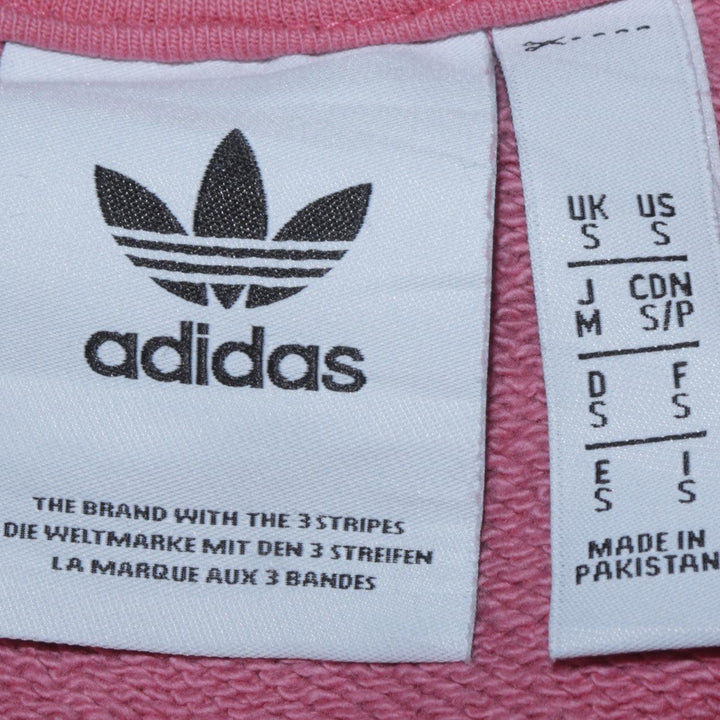 adidas
THE BRAND WITH THE 3 STRIPES
DIE WELTMARKE MIT DEN 3 STREIFEN
LA MARQUE AUX 3 BANDES
UK US
S S
J CDN
M S/P
D F
S S
E I
S S
MADE IN
PAKISTAN